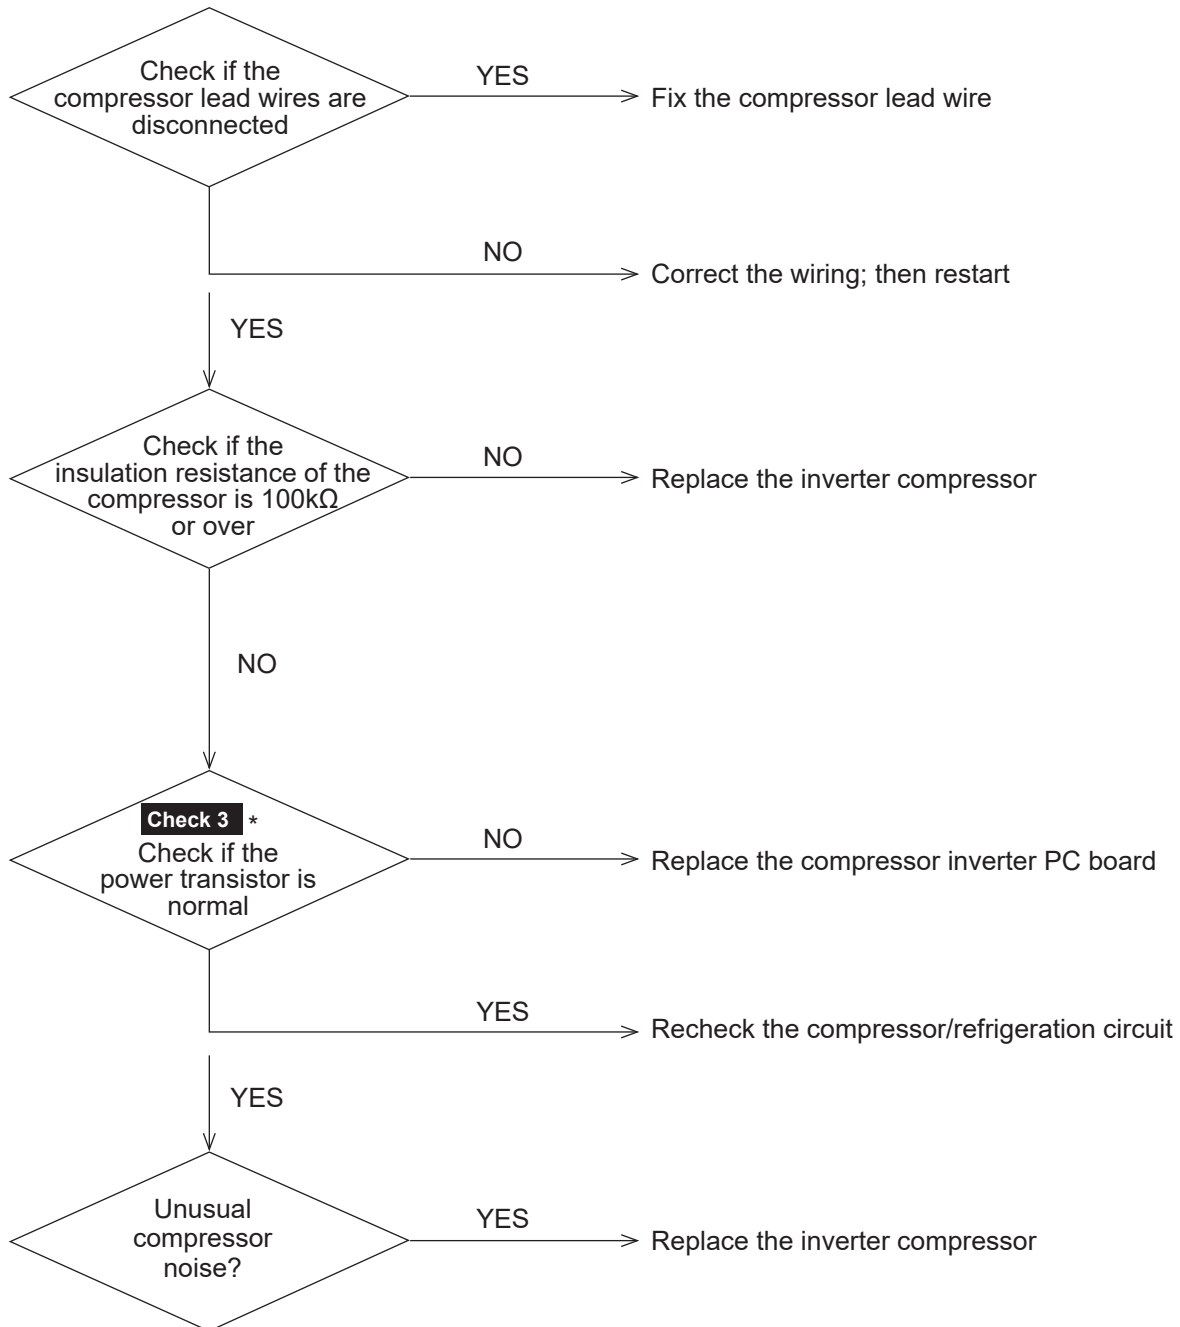 Check if the
compressor lead wires are
disconnected
YES
Fix the compressor lead wire
NO
Correct the wiring; then restart
YES
Check if the
insulation resistance of the
compressor is 100kΩ
or over
NO
Replace the inverter compressor
NO
Check 3 *
Check if the
power transistor is
normal
NO
Replace the compressor inverter PC board
YES
Recheck the compressor/refrigeration circuit
YES
Unusual
compressor
noise?
YES
Replace the inverter compressor